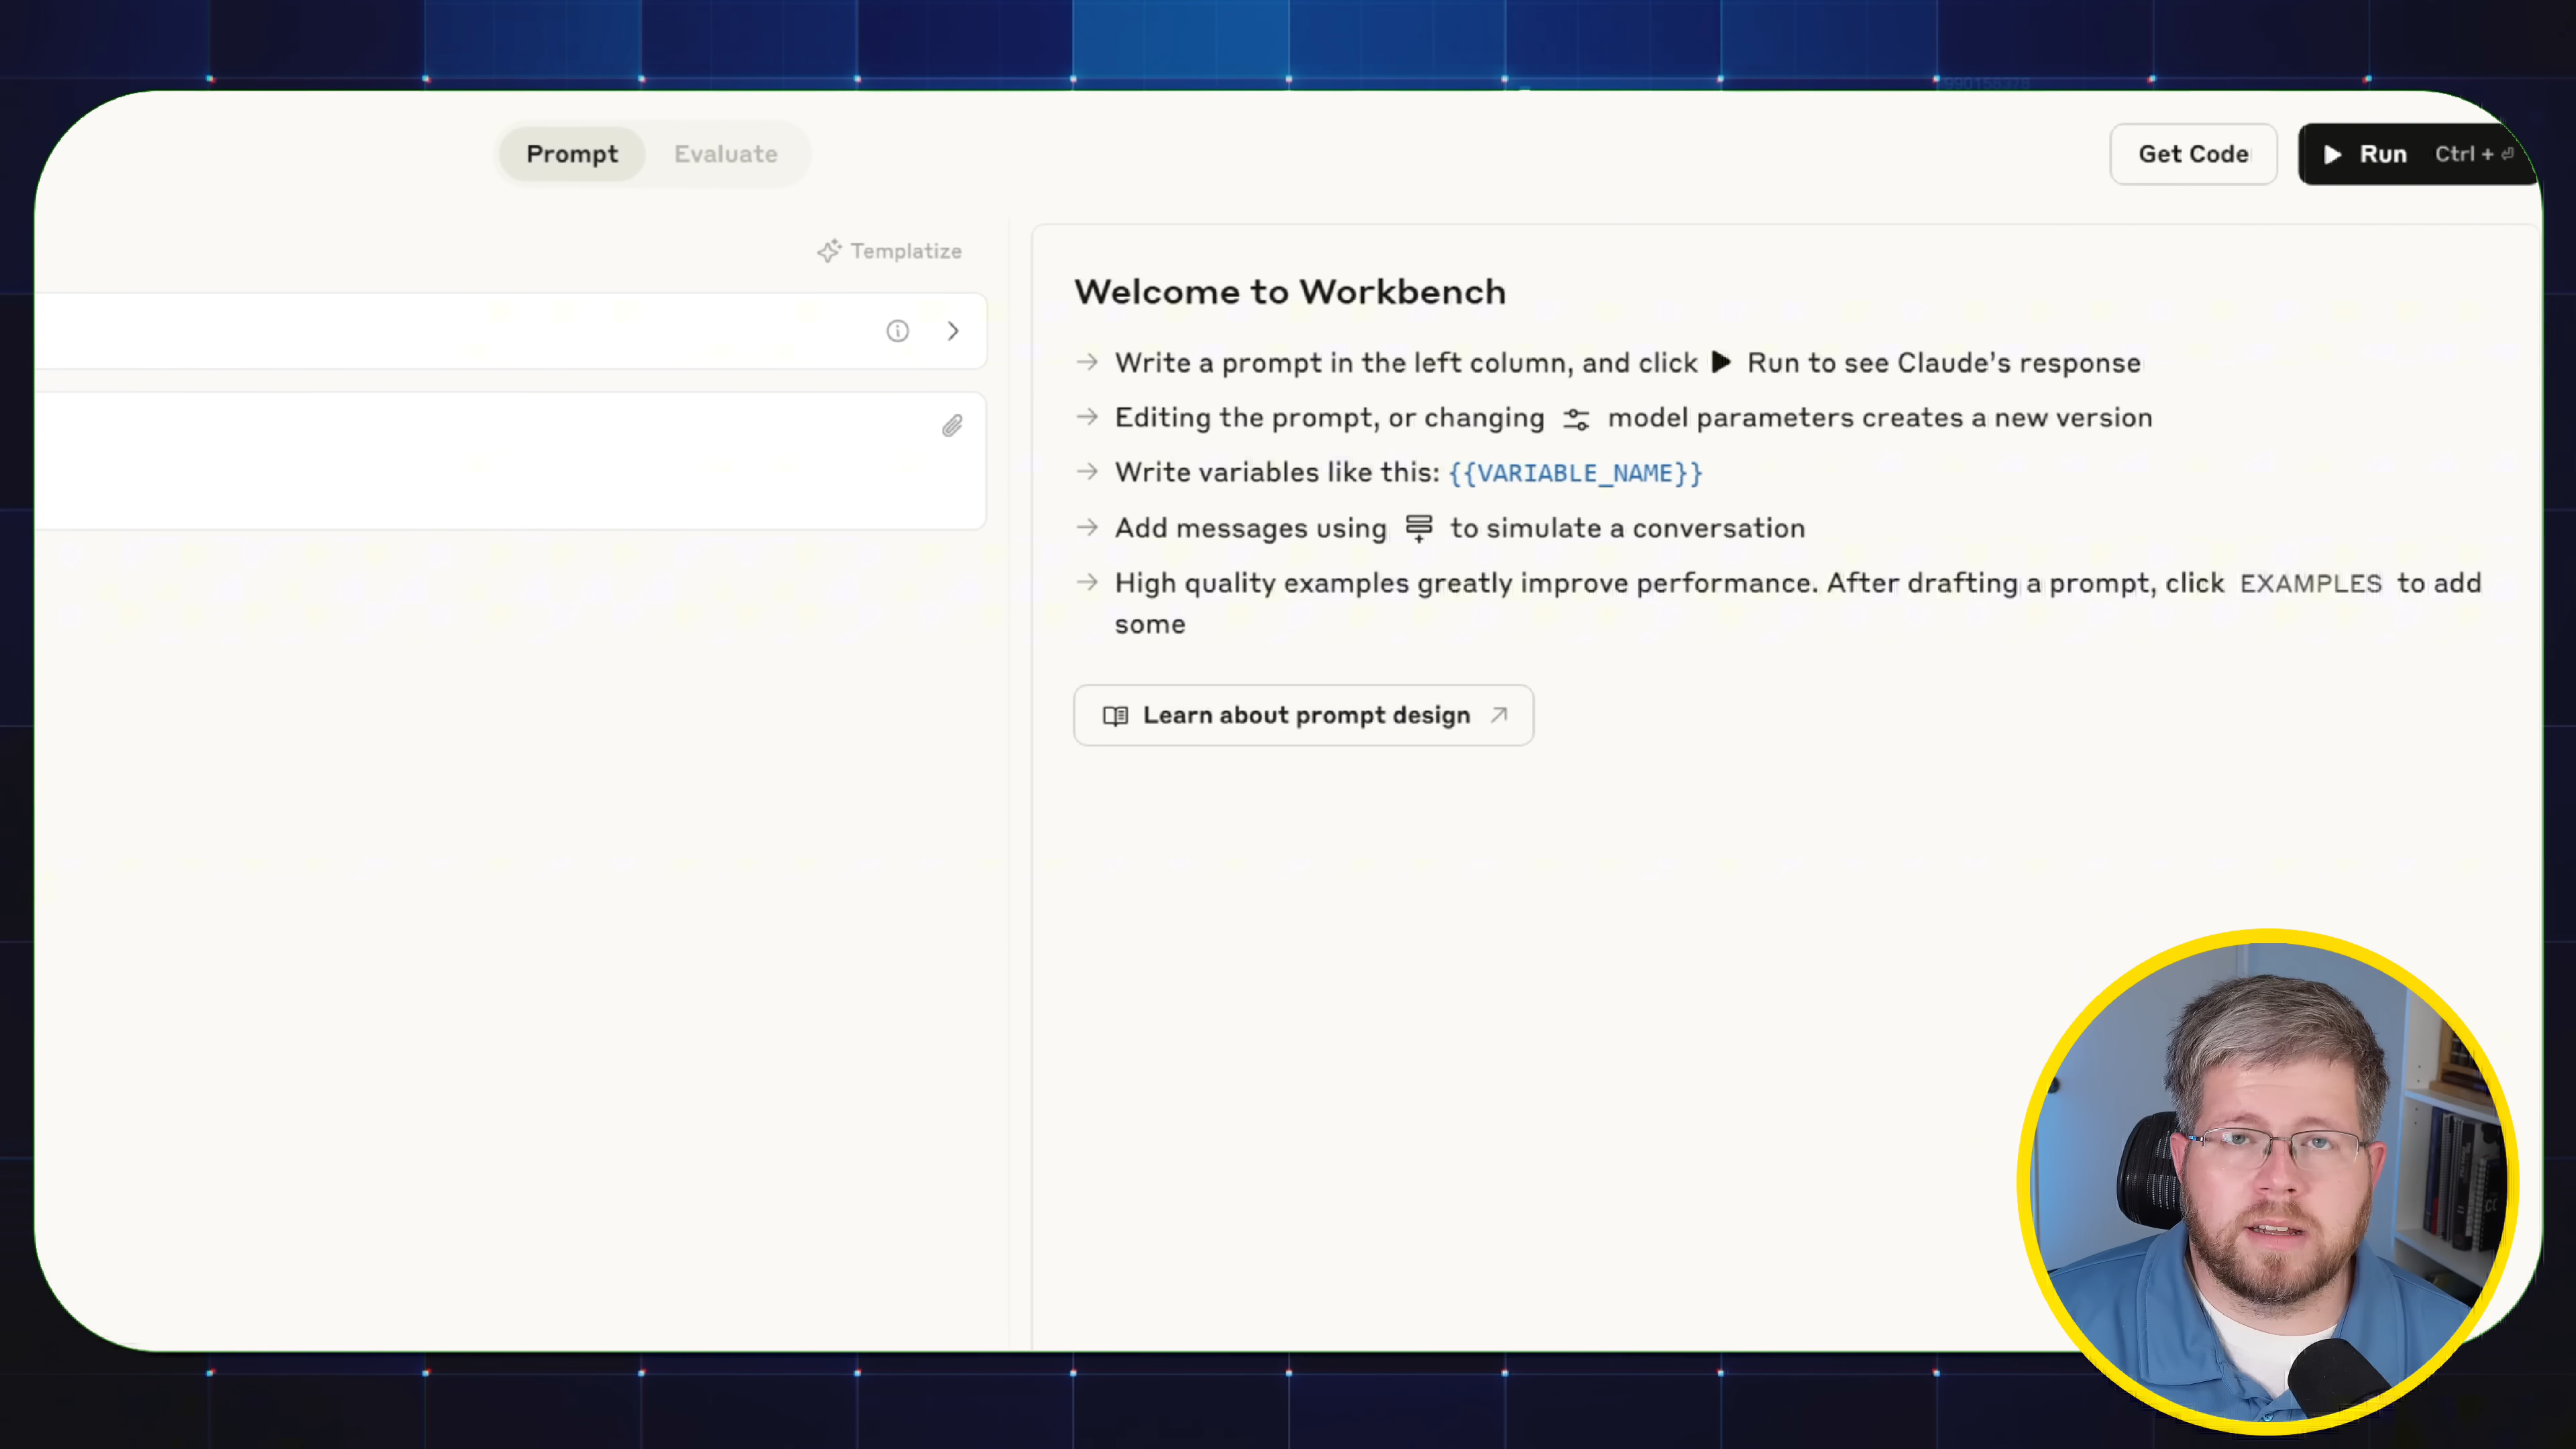 Prompt
Evaluate
Get Code
Run Ctrl + ⏎
Templatize
Welcome to Workbench
→ Write a prompt in the left column, and click ▶ Run to see Claude's response
→ Editing the prompt, or changing model parameters creates a new version
→ Write variables like this: {{VARIABLE_NAME}}
→ Add messages using to simulate a conversation
→ High quality examples greatly improve performance. After drafting a prompt, click EXAMPLES to add
some
Learn about prompt design